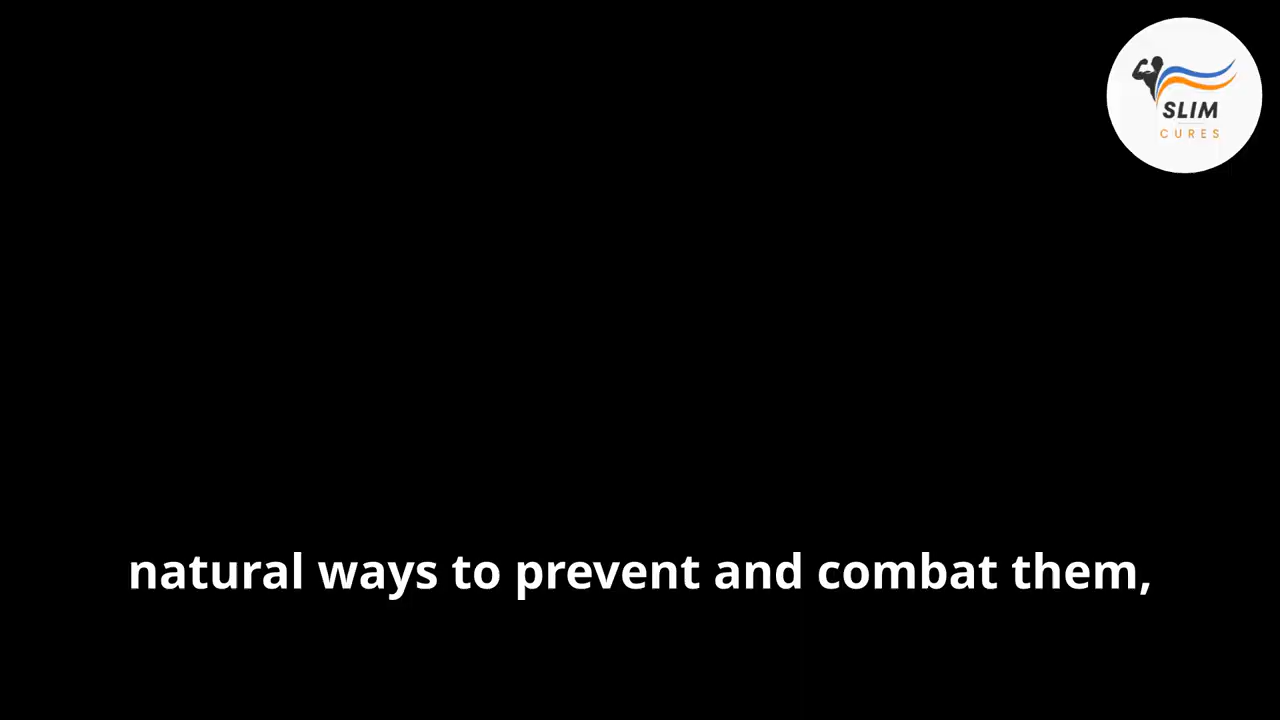 SLIM
CURES
natural ways to prevent and combat them,